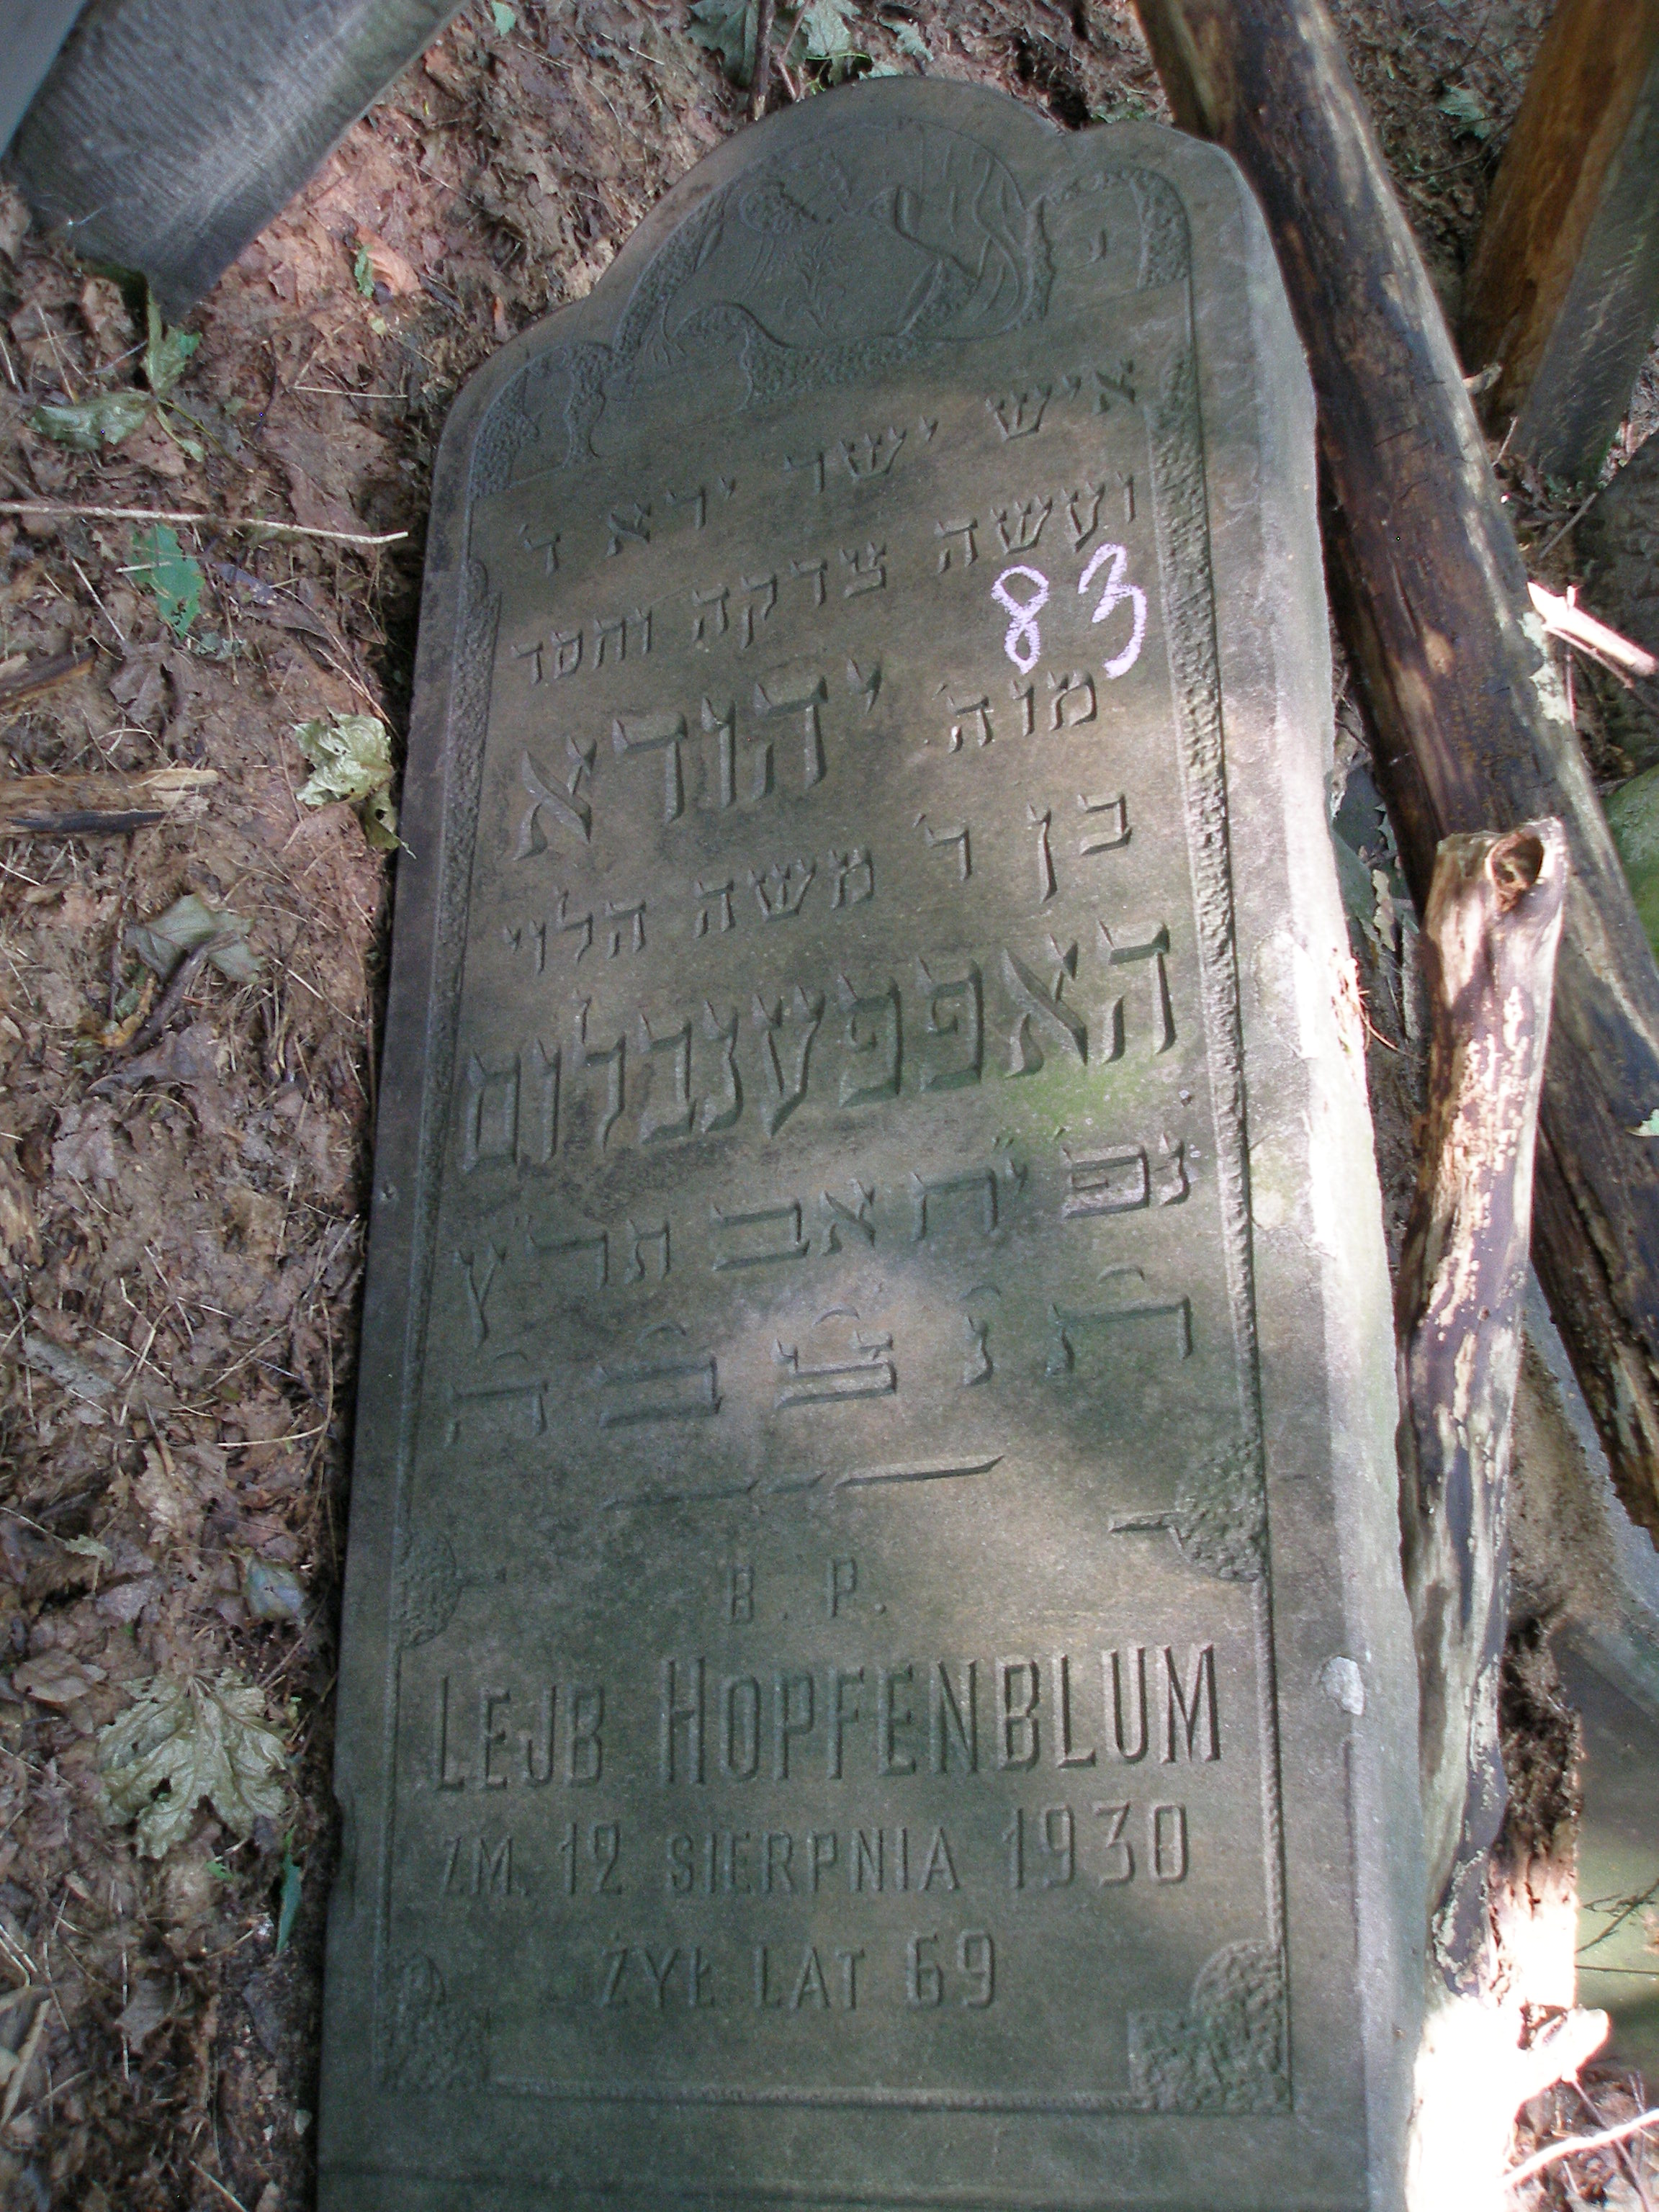 איש ישר ירא ד׳
ועשה צדקה וחסד
83
מוה׳ יהודא
בן ר׳ משה הלוי
האפפענבלום
נפ׳ י״ח אב תר״ץ
ת נ צ ב ה
B. P.
LEJB HOPFENBLUM
ZM. 12 SIERPNIA 1930
ŻYŁ LAT 69